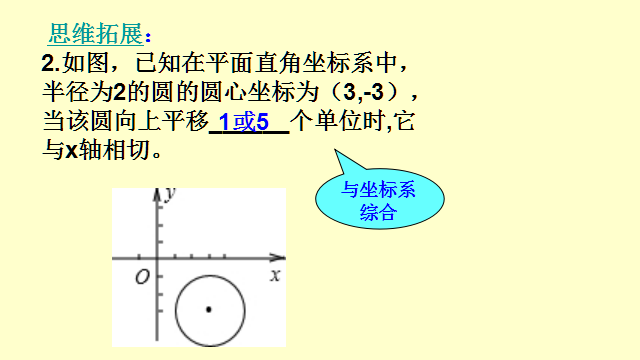 思维拓展：
2.如图，已知在平面直角坐标系中，
半径为2的圆的圆心坐标为（3,-3），
当该圆向上平移 1或5 个单位时,它
与x轴相切。
与坐标系
综合
y
O
x